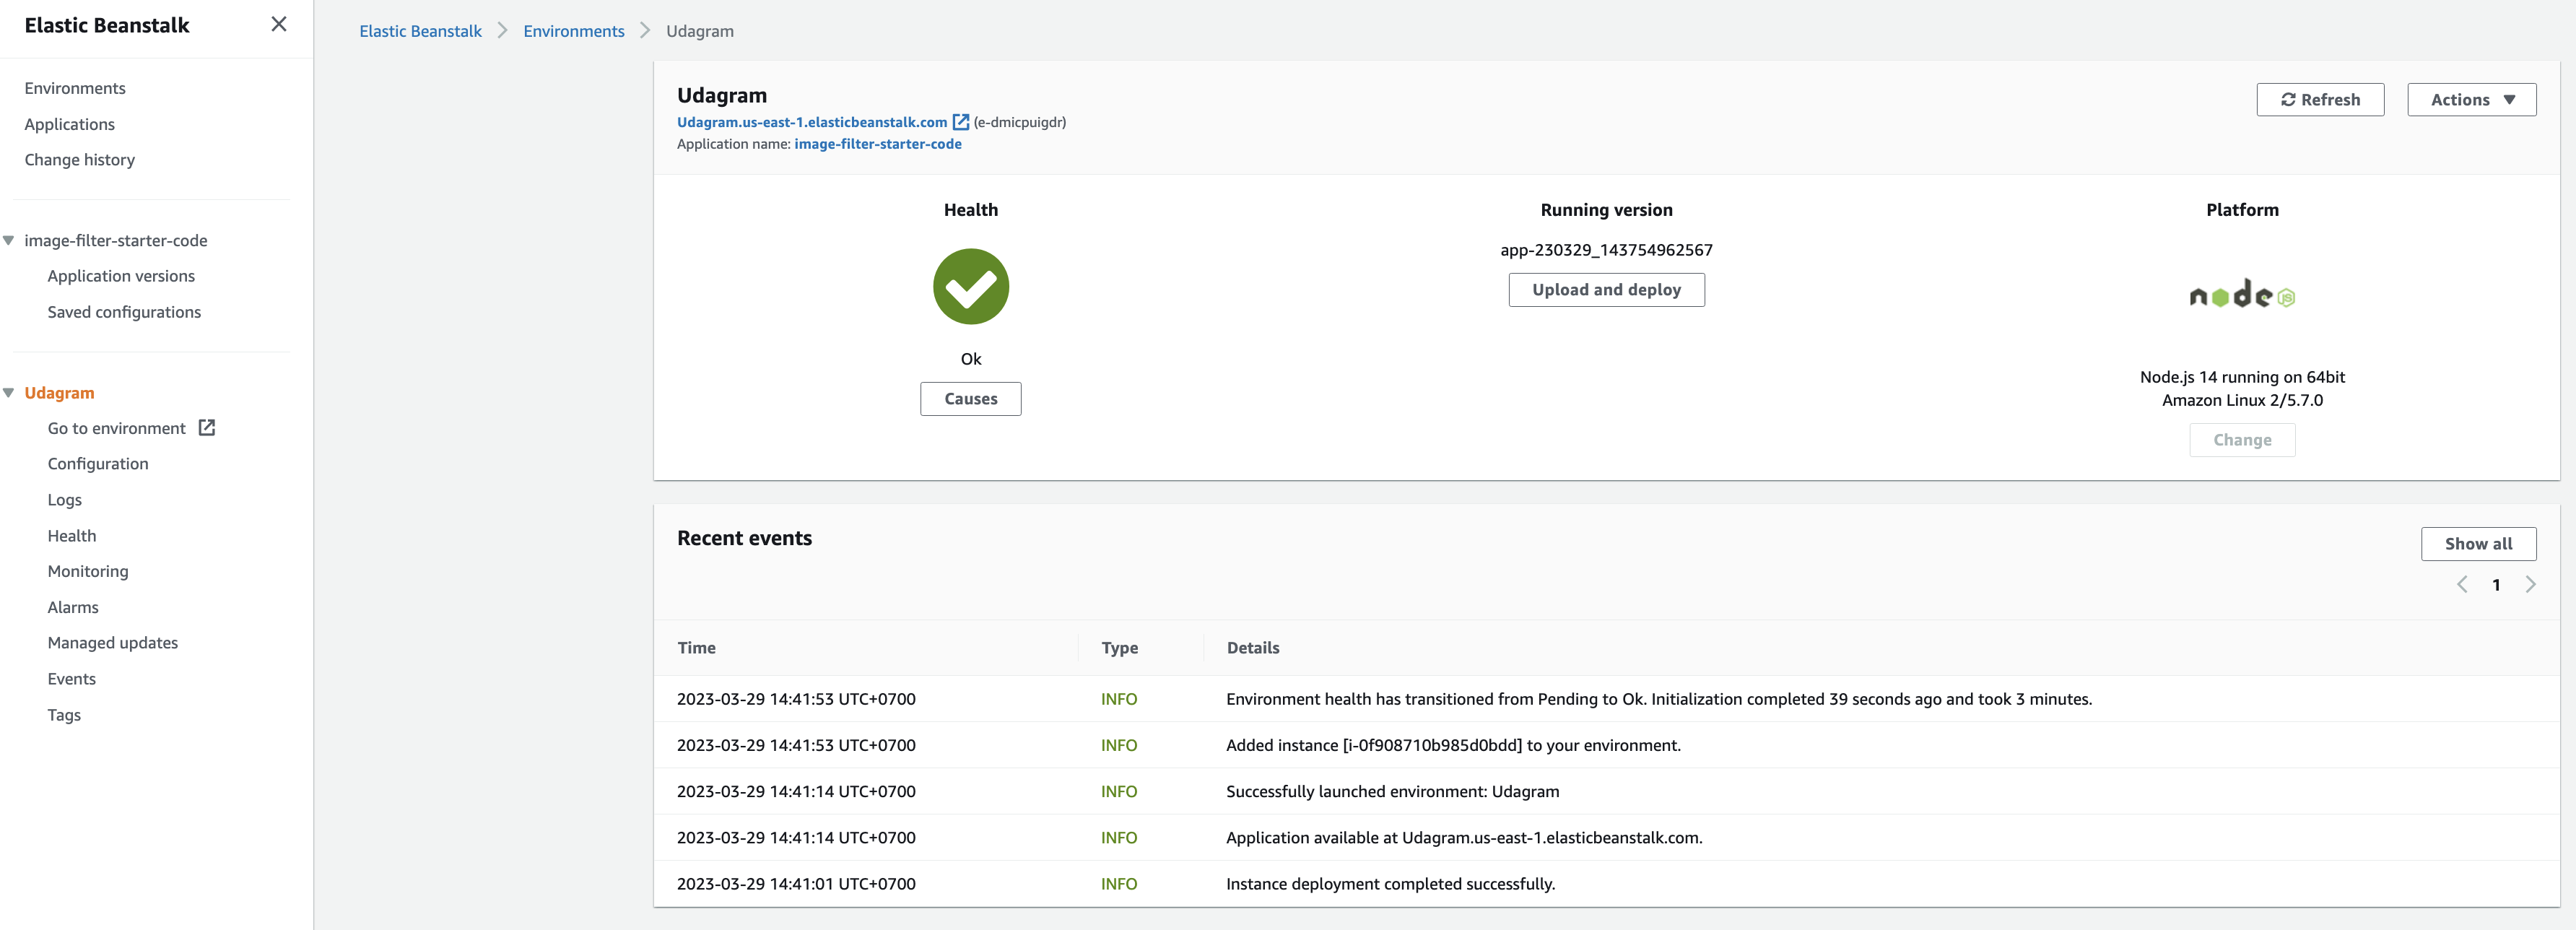 Elastic Beanstalk
Environments
Applications
Change history
image-filter-starter-code
Application versions
Saved configurations
Udagram
Go to environment
Configuration
Logs
Health
Monitoring
Alarms
Managed updates
Events
Tags
Elastic Beanstalk Environments Udagram
Udagram
Udagram.us-east-1.elasticbeanstalk.com (e-dmicpuigdr)
Application name: image-filter-starter-code
Refresh Actions
Health
Ok
Causes
Running version
app-230329_143754962567
Upload and deploy
Platform
node JS
Node.js 14 running on 64bit
Amazon Linux 2/5.7.0
Change
Recent events
Show all
1
Time Type Details
2023-03-29 14:41:53 UTC+0700 INFO Environment health has transitioned from Pending to Ok. Initialization completed 39 seconds ago and took 3 minutes.
2023-03-29 14:41:53 UTC+0700 INFO Added instance [i-0f908710b985d0bdd] to your environment.
2023-03-29 14:41:14 UTC+0700 INFO Successfully launched environment: Udagram
2023-03-29 14:41:14 UTC+0700 INFO Application available at Udagram.us-east-1.elasticbeanstalk.com.
2023-03-29 14:41:01 UTC+0700 INFO Instance deployment completed successfully.